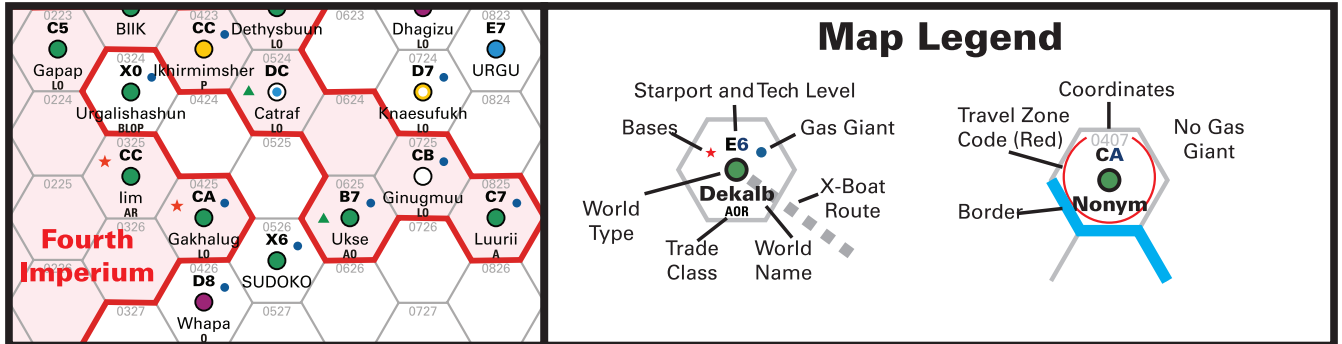 0223
0423
0623
0823
C5
BIIK
CC
Dethysbuun
LO
Dhagizu
LO
E7
Gapap
LO
0324
X0
Jkhirmimsher
P
0524
DC
0724
D7
URGU
0224
Urgalishashun
BLOP
0424
Catraf
LO
0624
Knaesufukh
LO
0824
0325
CC
0525
0725
CB
0225
Iim
AR
0425
CA
0625
B7
Ginugmuu
LO
0825
C7
0326
Gakhalug
LO
0526
X6
Ukse
AO
0726
Luurii
A
Fourth
Imperium
0226
0426
D8
SUDOKO
0626
0826
0327
Whapa
O
0527
0727
Map Legend
Starport and Tech Level
Bases
Gas Giant
E6
Dekalb
AOR
World
Type
X-Boat
Route
Trade
Class
World
Name
Coordinates
Travel Zone
Code (Red)
No Gas
Giant
0407
CA
Nonym
Border